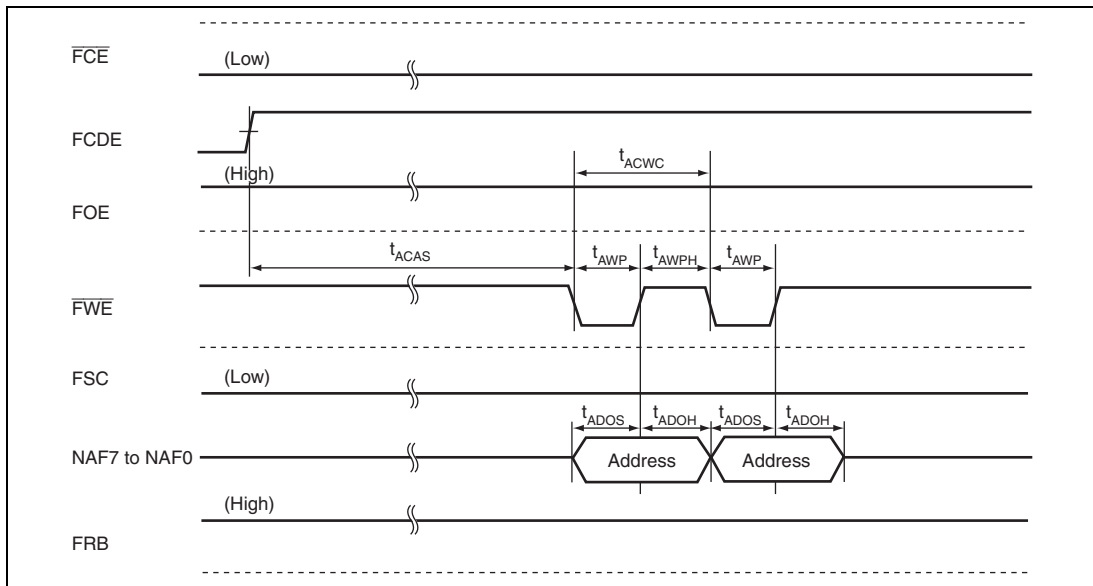 FCE (Low)
FCDE
(High) tACWC
FOE
tACAS tAWP tAWPH tAWP
FWE
FSC (Low)
tADOS tADOH tADOS tADOH
NAF7 to NAF0 Address Address
(High)
FRB